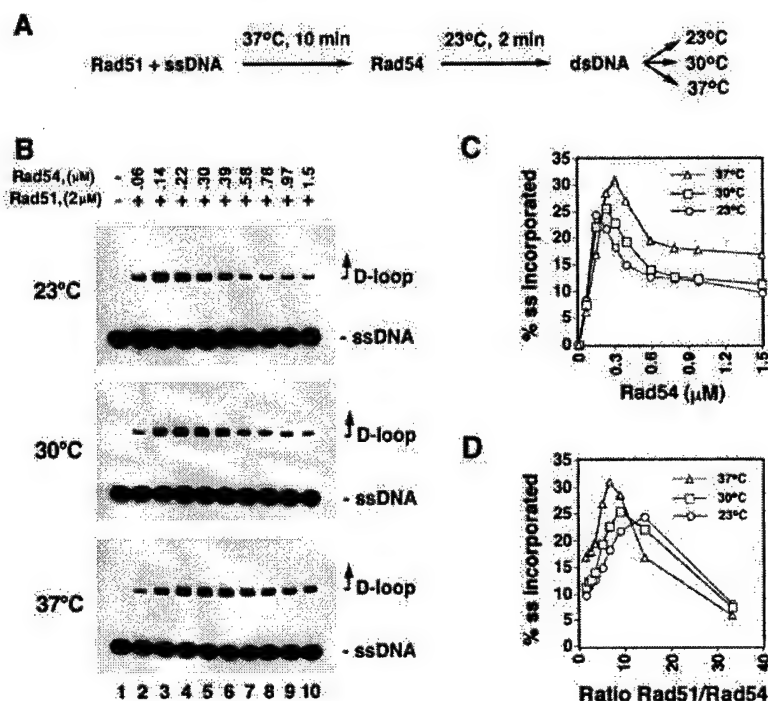 A
37°C, 10 min 23°C, 2 min
Rad51 + ssDNA Rad54 dsDNA
23°C
30°C
37°C
B
Rad54,(μM) - .06 .14 .22 .30 .39 .58 .78 .97 1.5
Rad51,(2μM) - + + + + + + + + +
23°C
D-loop
- ssDNA
30°C
D-loop
- ssDNA
37°C
D-loop
- ssDNA
1 2 3 4 5 6 7 8 9 10
C
% ss incorporated
35
30
25
20
15
10
5
0
37°C
30°C
23°C
0 0.3 0.6 0.9 1.2 1.5
Rad54 (μM)
D
% ss incorporated
35
30
25
20
15
10
5
0
37°C
30°C
23°C
0 10 20 30 40
Ratio Rad51/Rad54